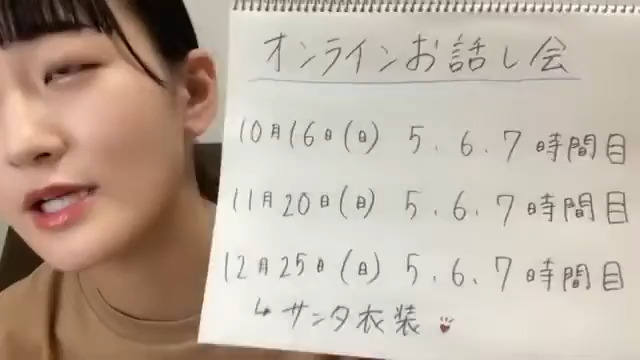 オンラインお話し会
10月16日(日) 5.6.7時間目
11月20日(日) 5.6.7時間目
12月25日(日) 5.6.7時間目
↳サンタ衣装